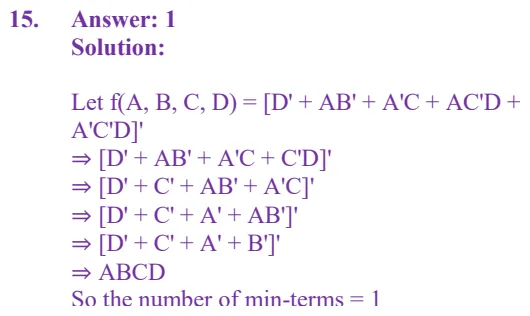 15. Answer: 1
Solution:
Let f(A, B, C, D) = [D' + AB' + A'C + AC'D +
A'C'D]'
⇒ [D' + AB' + A'C + C'D]'
⇒ [D' + C' + AB' + A'C]'
⇒ [D' + C' + A' + AB']'
⇒ [D' + C' + A' + B']'
⇒ ABCD
So the number of min-terms = 1